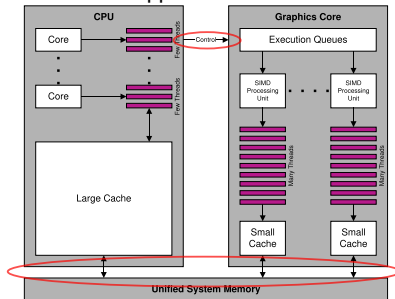 CPU
Graphics Core
Core
Few Threads
Control
Execution Queues
Core
Few Threads
SIMD
Processing
Unit
SIMD
Processing
Unit
Many Threads
Many Threads
Large Cache
Small
Cache
Small
Cache
Unified System Memory